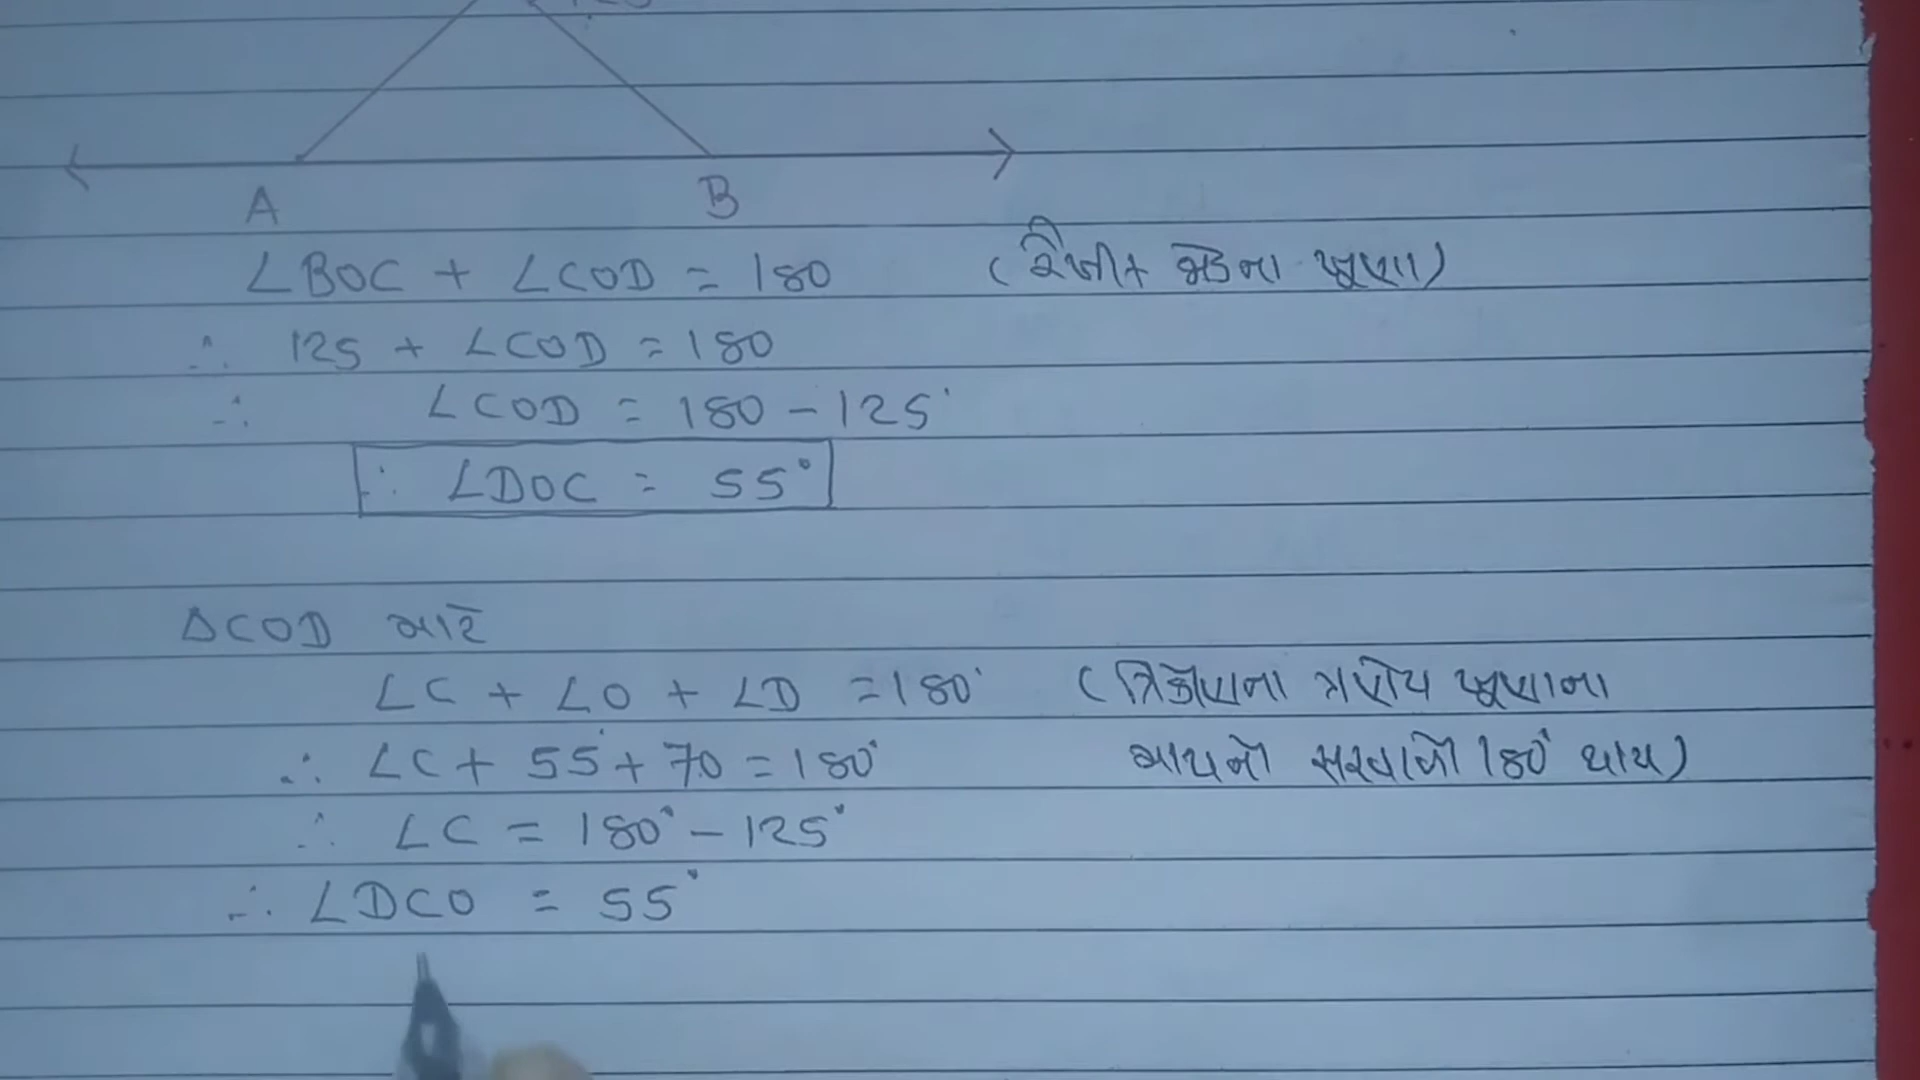 A B
∠BOC + ∠COD = 180 (રૈખીક જોડના ખૂણા)
∴ 125 + ∠COD = 180
∴ ∠COD = 180 - 125°
∴ ∠DOC = 55°
△COD માટે
∠C + ∠O + ∠D = 180° (ત્રિકોણના ત્રણેય ખૂણાના
∴ ∠C + 55° + 70 = 180° માપનો સરવાળો 180° થાય)
∴ ∠C = 180° - 125°
∴ ∠DCO = 55°